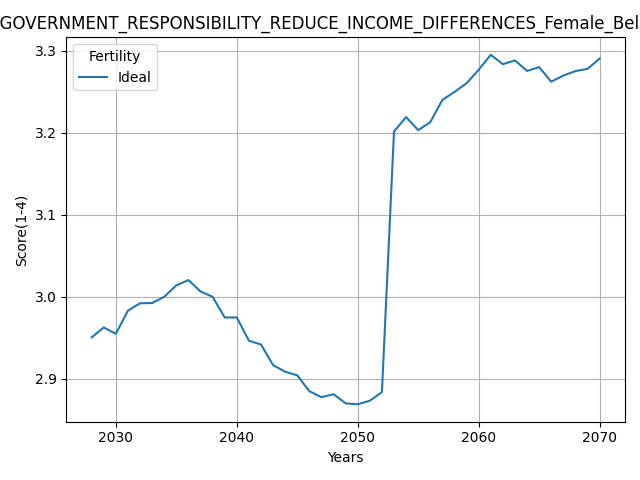 GOVERNMENT_RESPONSIBILITY_REDUCE_INCOME_DIFFERENCES_Female_Bel
Fertility
Ideal
3.3
3.2
3.1
3.0
2.9
Score(1-4)
2030 2040 2050 2060 2070
Years